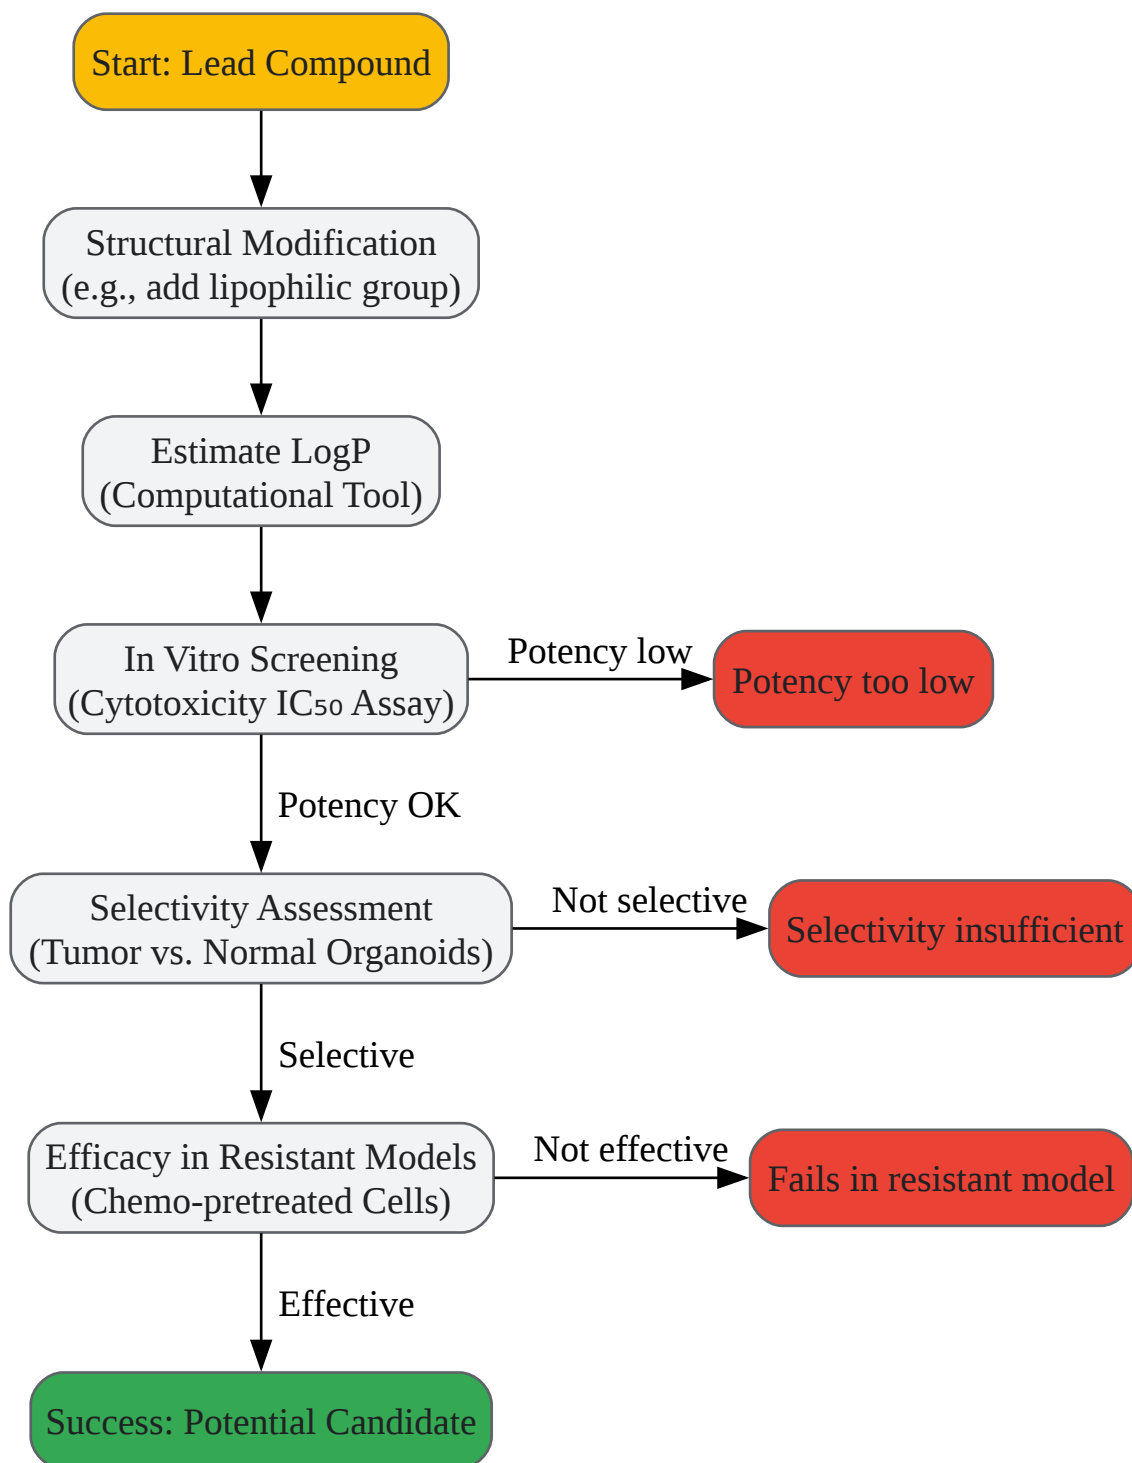 Start: Lead Compound
Structural Modification
(e.g., add lipophilic group)
Estimate LogP
(Computational Tool)
In Vitro Screening
(Cytotoxicity IC₅₀ Assay)
Potency low
Potency too low
Potency OK
Selectivity Assessment
(Tumor vs. Normal Organoids)
Not selective
Selectivity insufficient
Selective
Efficacy in Resistant Models
(Chemo-pretreated Cells)
Not effective
Fails in resistant model
Effective
Success: Potential Candidate